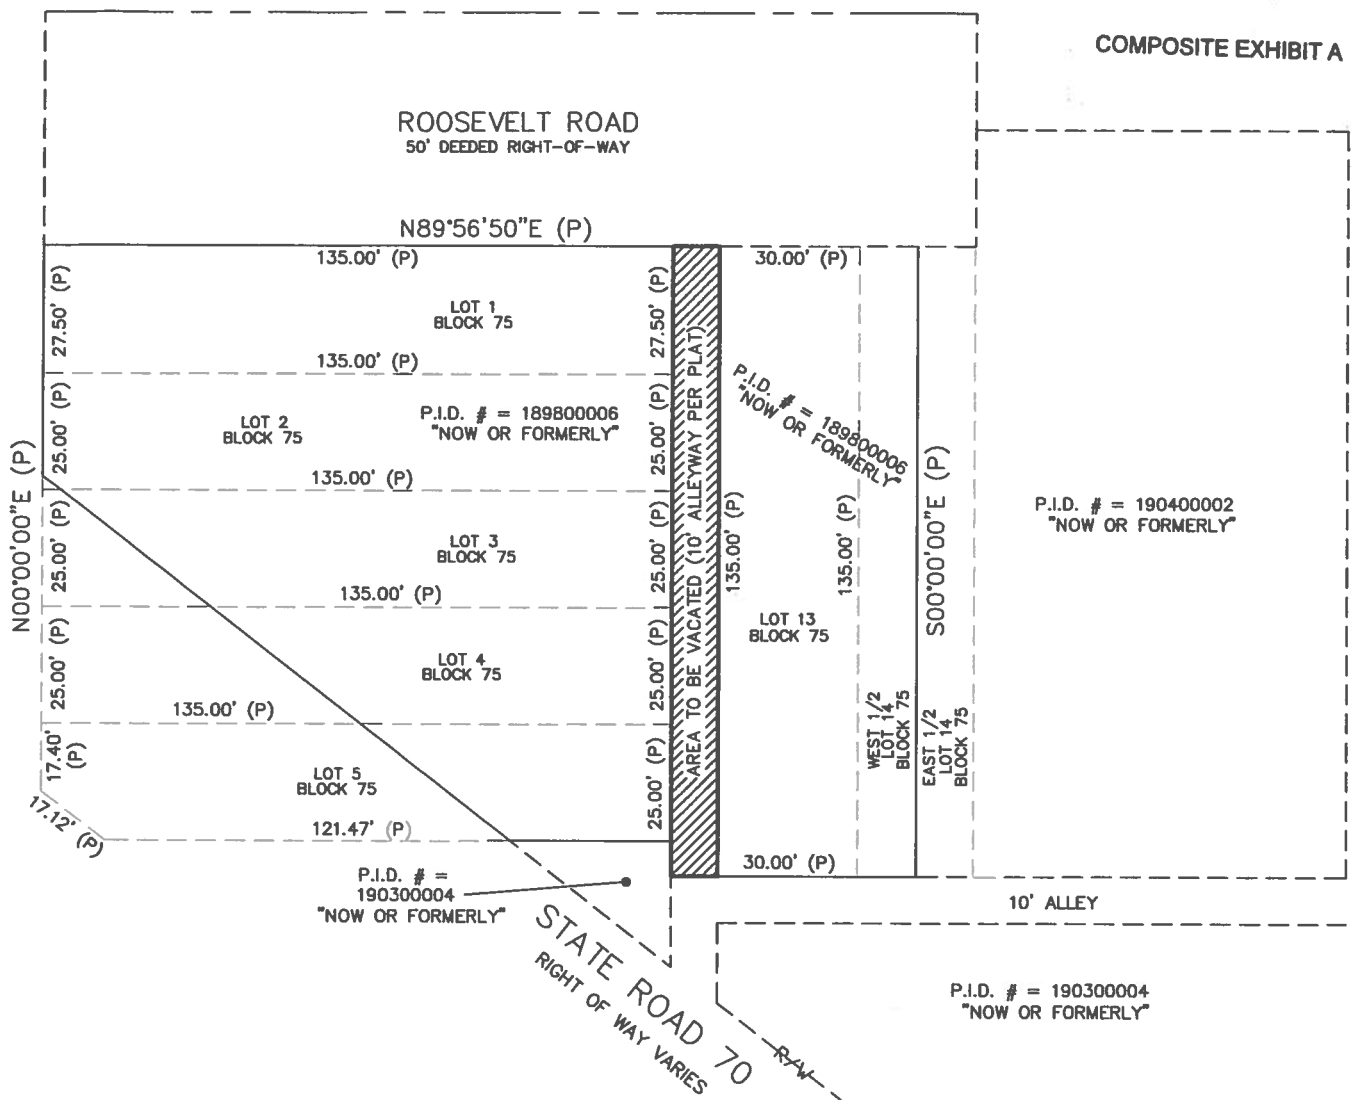 COMPOSITE EXHIBIT A
ROOSEVELT ROAD
50' DEEDED RIGHT-OF-WAY
N89°56'50"E (P)
135.00' (P)
30.00' (P)
27.50' (P)
LOT 1
BLOCK 75
27.50' (P)
135.00' (P)
25.00' (P)
LOT 2
BLOCK 75
P.I.D. # = 189800006
"NOW OR FORMERLY"
25.00' (P)
135.00' (P)
N00°00'00"E (P)
25.00' (P)
LOT 3
BLOCK 75
25.00' (P)
135.00' (P)
25.00' (P)
LOT 4
BLOCK 75
25.00' (P)
135.00' (P)
17.40'
(P)
LOT 5
BLOCK 75
25.00' (P)
17.12' (P)
121.47' (P)
AREA TO BE VACATED (10' ALLEYWAY PER PLAT)
P.I.D. # = 189800006
"NOW OR FORMERLY"
135.00' (P)
135.00' (P)
LOT 13
BLOCK 75
30.00' (P)
WEST 1/2
LOT 14
BLOCK 75
S00°00'00"E (P)
EAST 1/2
LOT 14
BLOCK 75
P.I.D. # = 190400002
"NOW OR FORMERLY"
P.I.D. # =
190300004
"NOW OR FORMERLY"
10' ALLEY
STATE ROAD 70
RIGHT OF WAY VARIES
R/W
P.I.D. # = 190300004
"NOW OR FORMERLY"